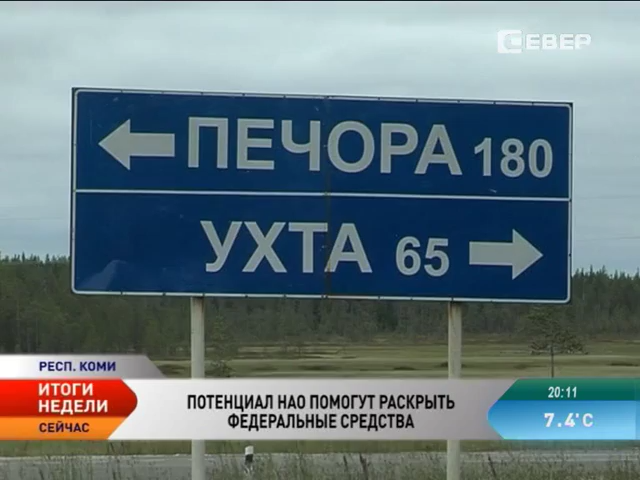 СЕВЕР
ПЕЧОРА 180
УХТА 65
РЕСП. КОМИ
ИТОГИ
НЕДЕЛИ
СЕЙЧАС
ПОТЕНЦИАЛ НАО ПОМОГУТ РАСКРЫТЬ
ФЕДЕРАЛЬНЫЕ СРЕДСТВА
20:11
7.4°C